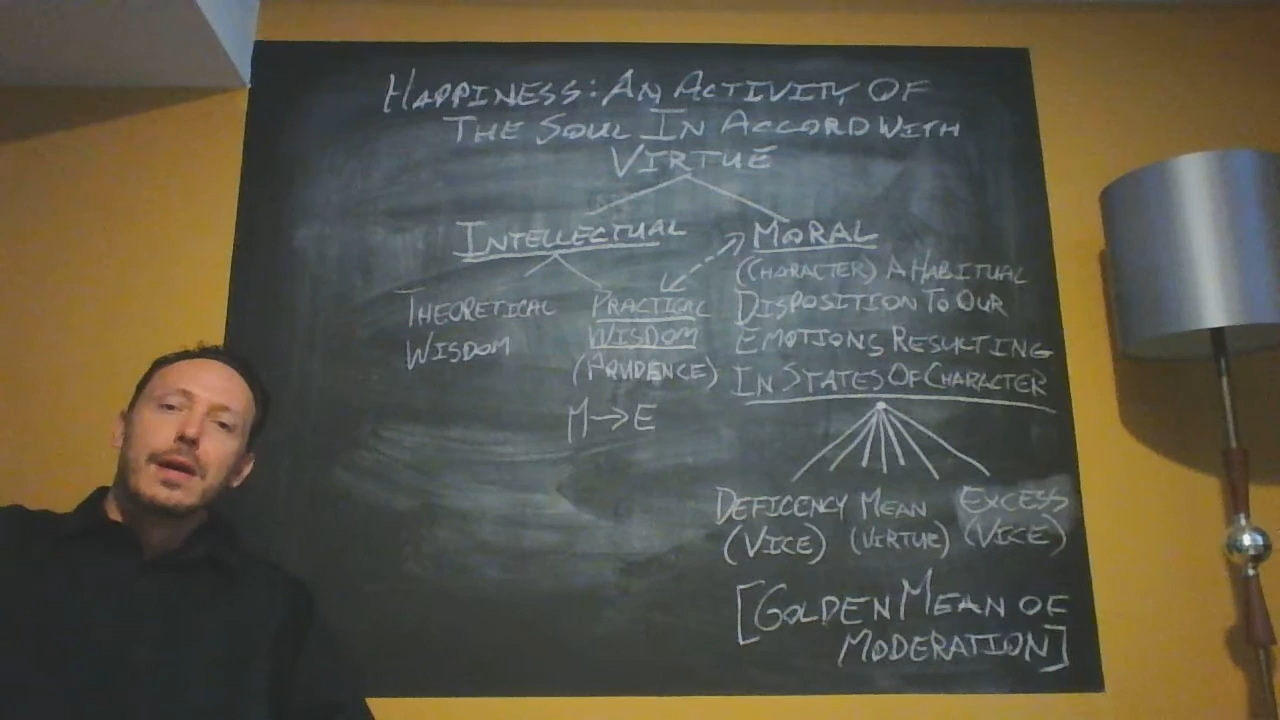 HAPPINESS: AN ACTIVITY OF
THE SOUL IN ACCORD WITH
VIRTUE
INTELLECTUAL
THEORETICAL
WISDOM
PRACTICAL
WISDOM
(PRUDENCE)
M→E
MORAL
(CHARACTER) A HABITUAL
DISPOSITION TO OUR
EMOTIONS RESULTING
IN STATES OF CHARACTER
DEFICENCY MEAN EXCESS
(VICE) (VIRTUE) (VICE)
[GOLDEN MEAN OF
MODERATION]